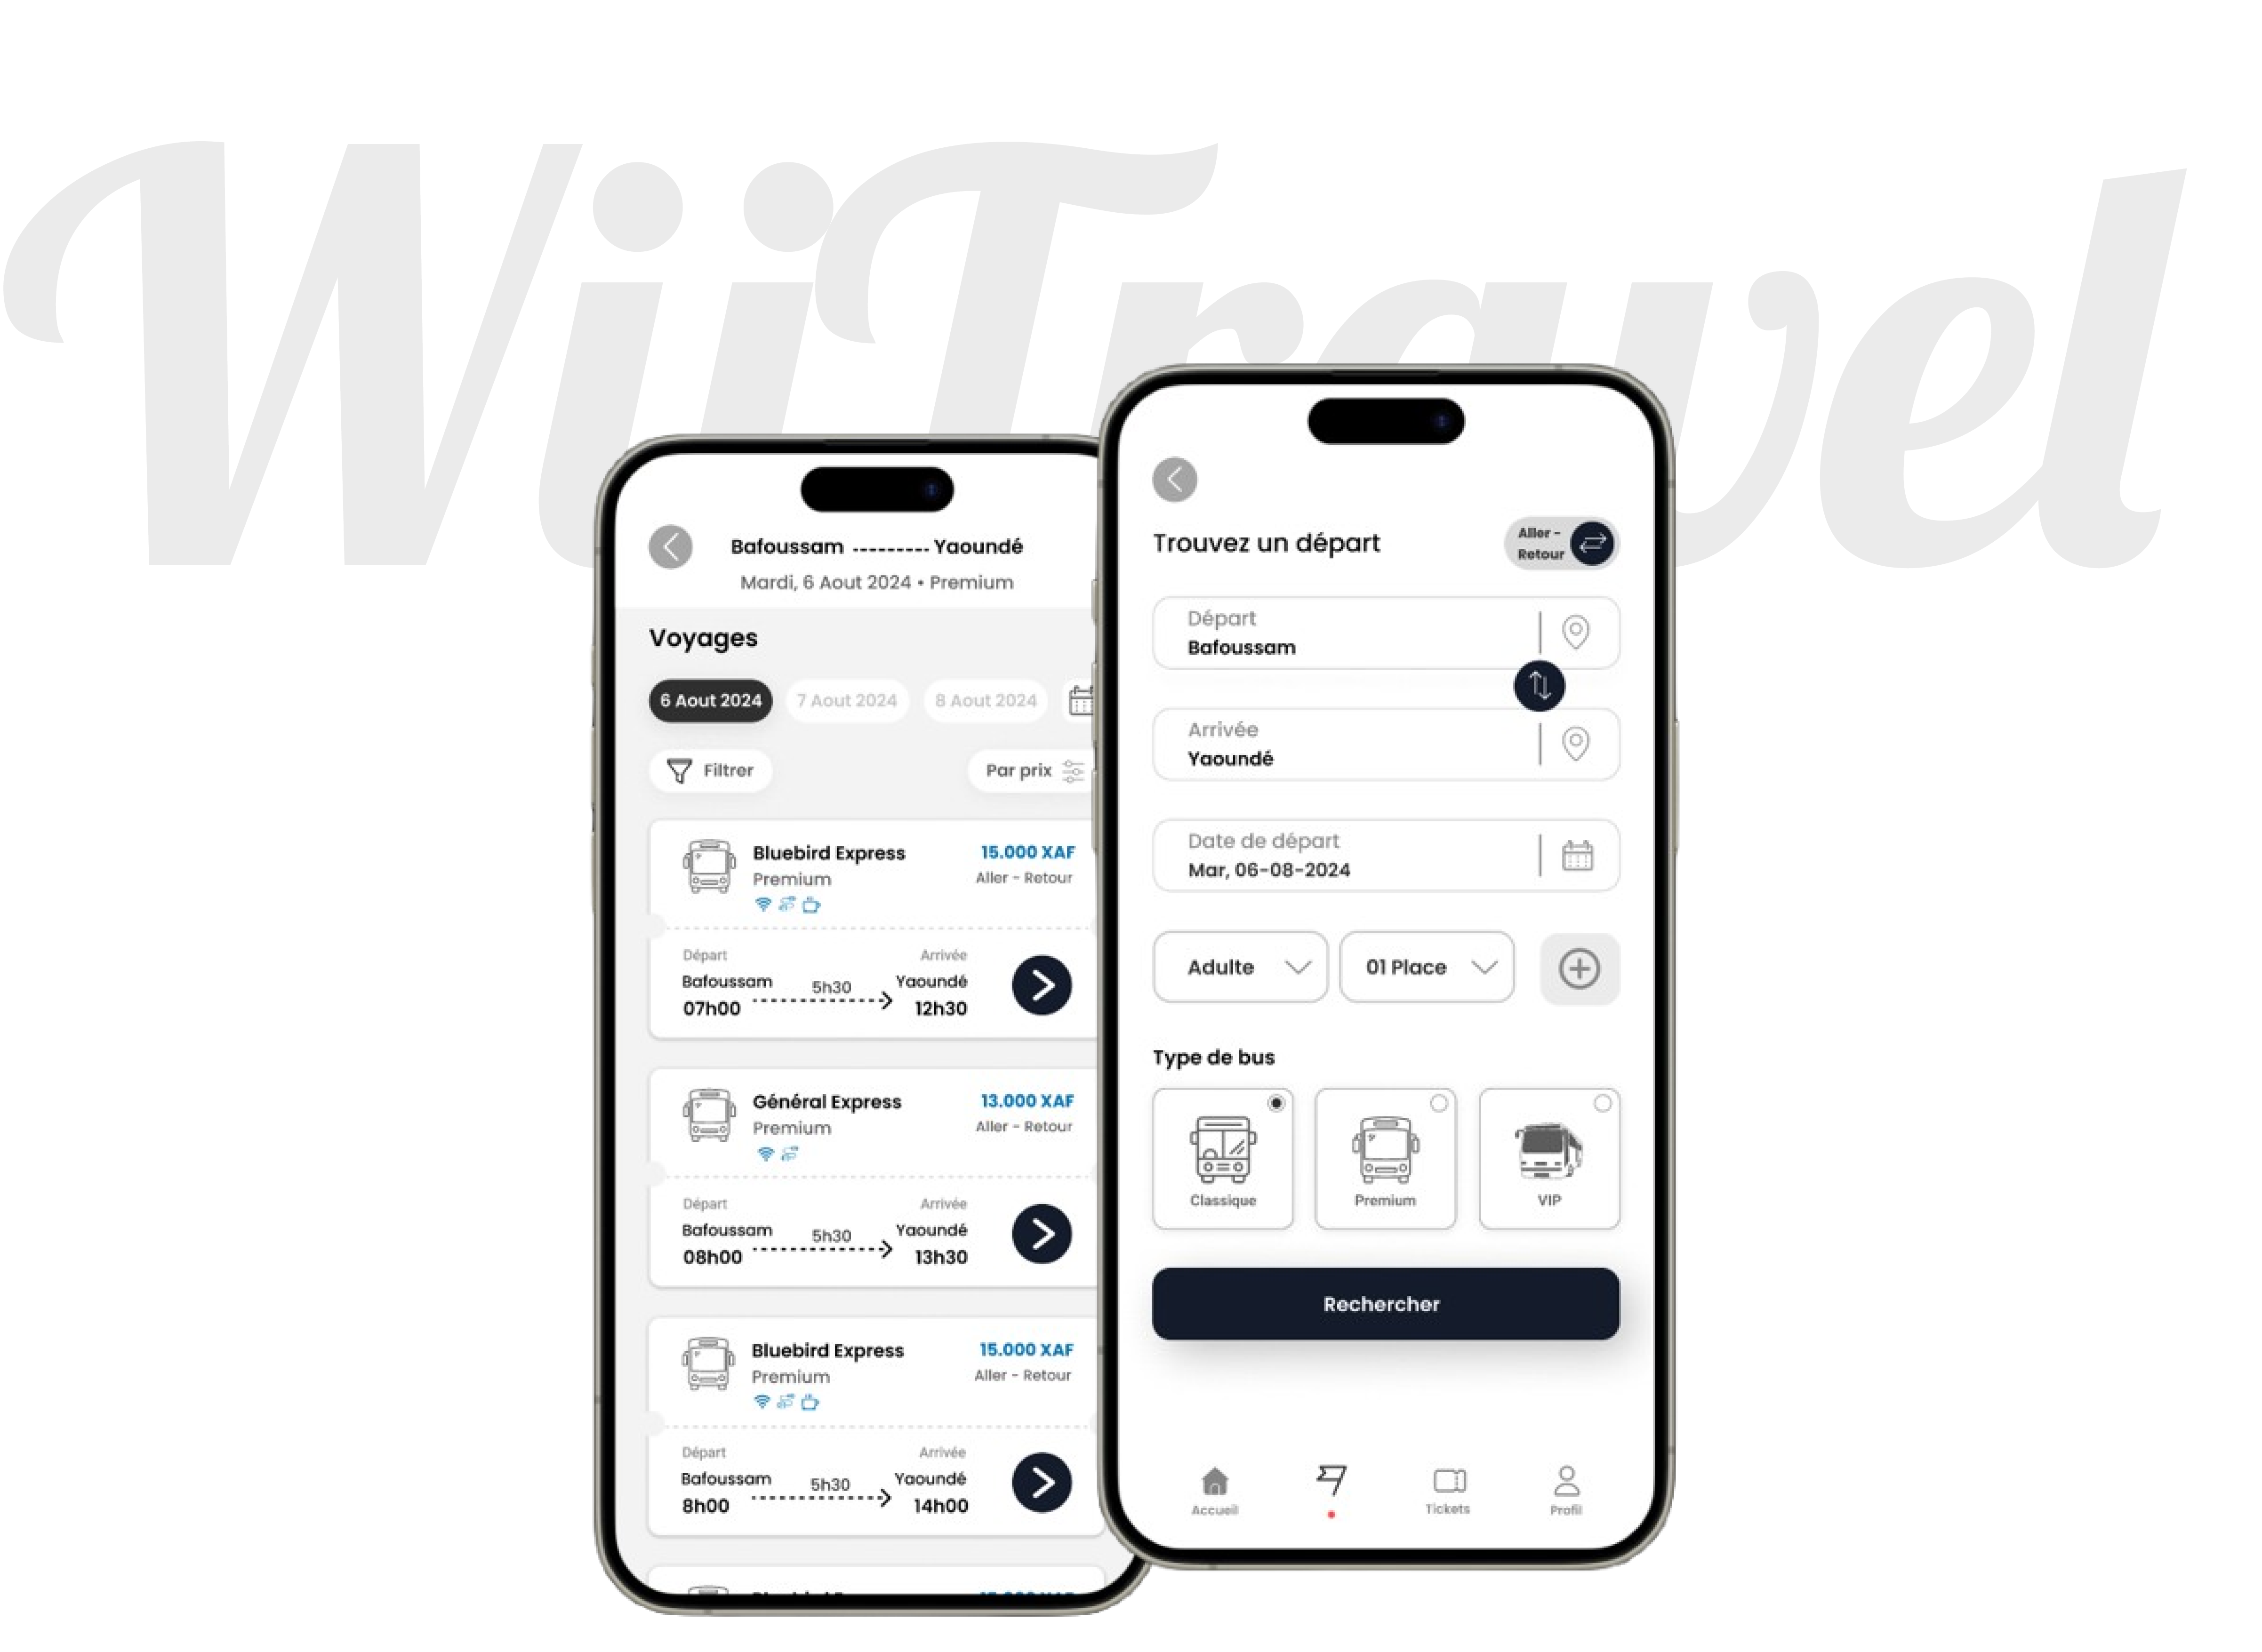 WiiTravel
Bafoussam --------- Yaoundé
Mardi, 6 Aout 2024 • Premium
Voyages
6 Aout 2024
7 Aout 2024
8 Aout 2024
Filtrer
Par prix
Bluebird Express
15.000 XAF
Premium
Aller - Retour
Départ
Arrivée
Bafoussam
5h30
Yaoundé
07h00
12h30
Général Express
13.000 XAF
Premium
Aller - Retour
Départ
Arrivée
Bafoussam
5h30
Yaoundé
08h00
13h30
Bluebird Express
15.000 XAF
Premium
Aller - Retour
Départ
Arrivée
Bafoussam
5h30
Yaoundé
8h00
14h00
Trouvez un départ
Aller -
Retour
Départ
Bafoussam
Arrivée
Yaoundé
Date de départ
Mar, 06-08-2024
Adulte
01 Place
Type de bus
Classique
Premium
VIP
Rechercher
Accueil
Tickets
Profil